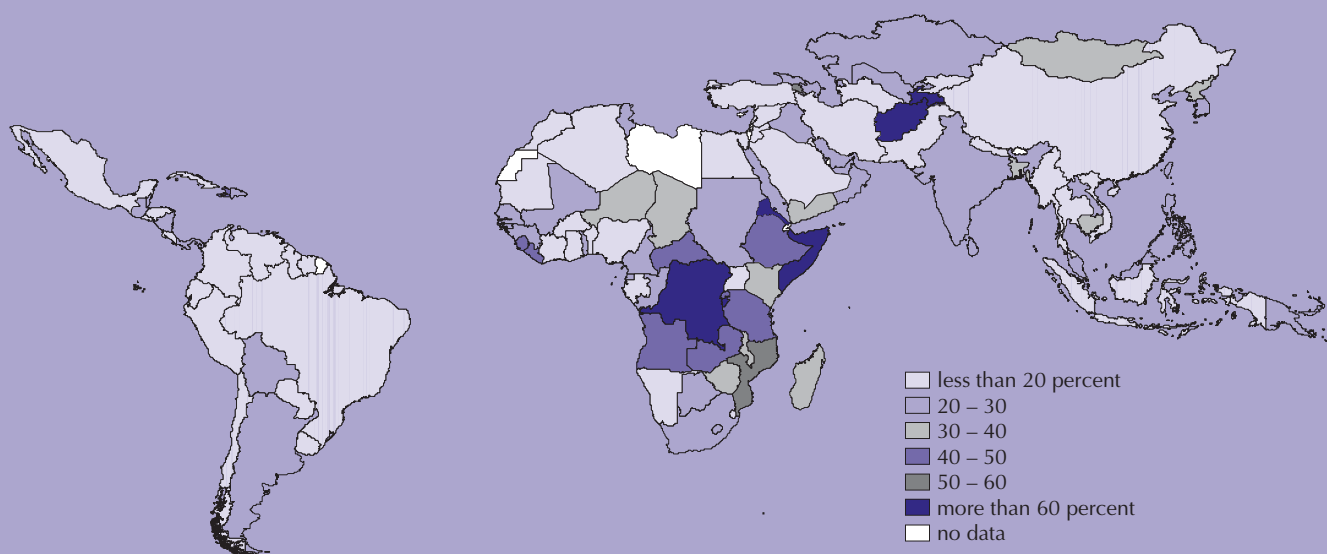 less than 20 percent
20 – 30
30 – 40
40 – 50
50 – 60
more than 60 percent
no data